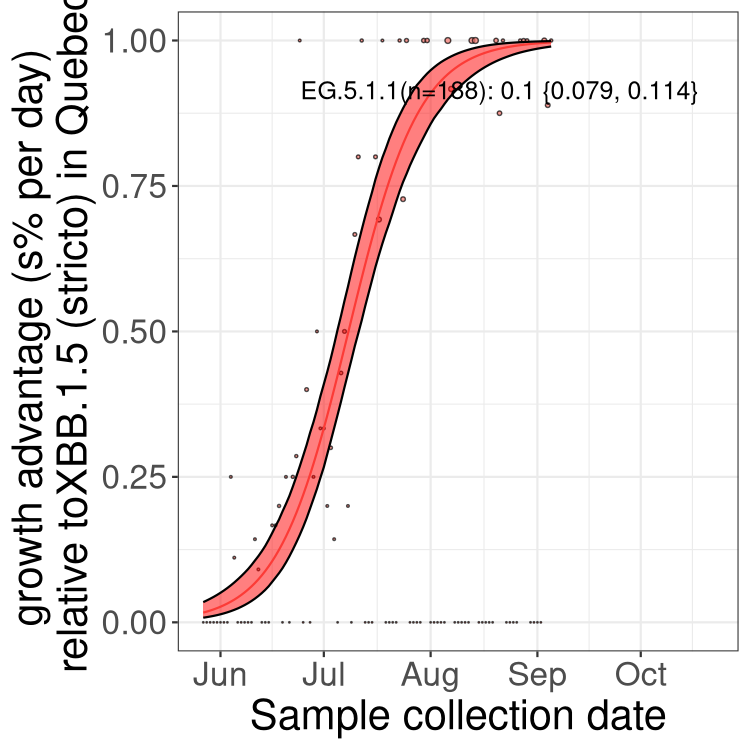 growth advantage (s% per day)
relative toXBB.1.5 (stricto) in Quebec
1.00
0.75
0.50
0.25
0.00
EG.5.1.1(n=188): 0.1 {0.079, 0.114}
Jun Jul Aug Sep Oct
Sample collection date